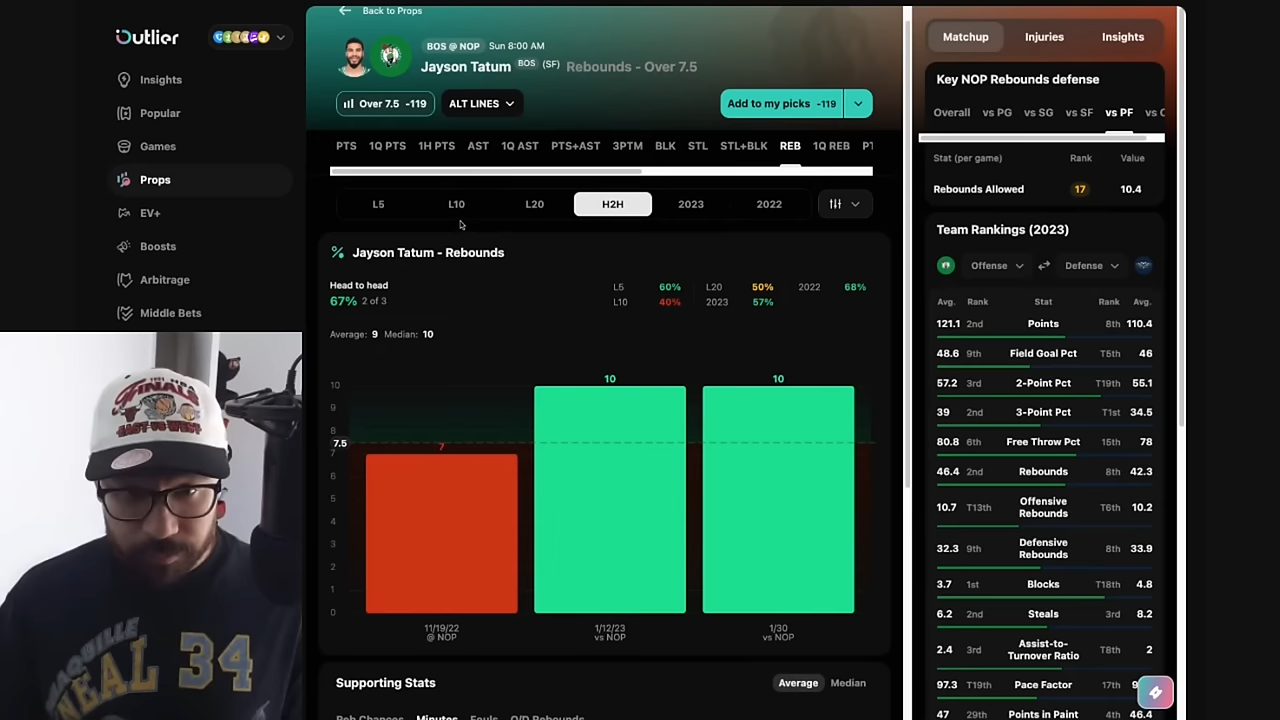 Outlier
Insights
Popular
Games
Props
EV+
Boosts
Arbitrage
Middle Bets
Back to Props
BOS @ NOP Sun 8:00 AM
Jayson Tatum BOS (SF) Rebounds - Over 7.5
Over 7.5 -119
ALT LINES
Add to my picks -119
PTS 1Q PTS 1H PTS AST 1Q AST PTS+AST 3PTM BLK STL STL+BLK REB 1Q REB PT
L5 L10 L20 H2H 2023 2022
Jayson Tatum - Rebounds
Head to head
67% 2 of 3
L5 60% L20 50% 2022 68%
L10 40% 2023 57%
Average: 9 Median: 10
10
9
8
7.5
7
6
5
4
3
2
1
0
7
10
10
11/19/22
@ NOP
1/12/23
vs NOP
1/30
vs NOP
Supporting Stats
Average Median
Reb Chances Minutes Fouls O/D Rebounds
Matchup Injuries Insights
Key NOP Rebounds defense
Overall vs PG vs SG vs SF vs PF vs C
Stat (per game) Rank Value
Rebounds Allowed 17 10.4
Team Rankings (2023)
Offense Defense
Avg. Rank Stat Rank Avg.
121.1 2nd Points 8th 110.4
48.6 9th Field Goal Pct T5th 46
57.2 3rd 2-Point Pct T19th 55.1
39 2nd 3-Point Pct T1st 34.5
80.8 6th Free Throw Pct 15th 78
46.4 2nd Rebounds 8th 42.3
10.7 T13th Offensive Rebounds T6th 10.2
32.3 9th Defensive Rebounds 8th 33.9
3.7 1st Blocks T18th 4.8
6.2 2nd Steals 3rd 8.2
2.4 3rd Assist-to-Turnover Ratio T8th 2
97.3 T19th Pace Factor 17th
47 29th Points in Paint 4th 46.4
FINALS
EAST VS WEST
SHAQUILLE
O'NEAL 34